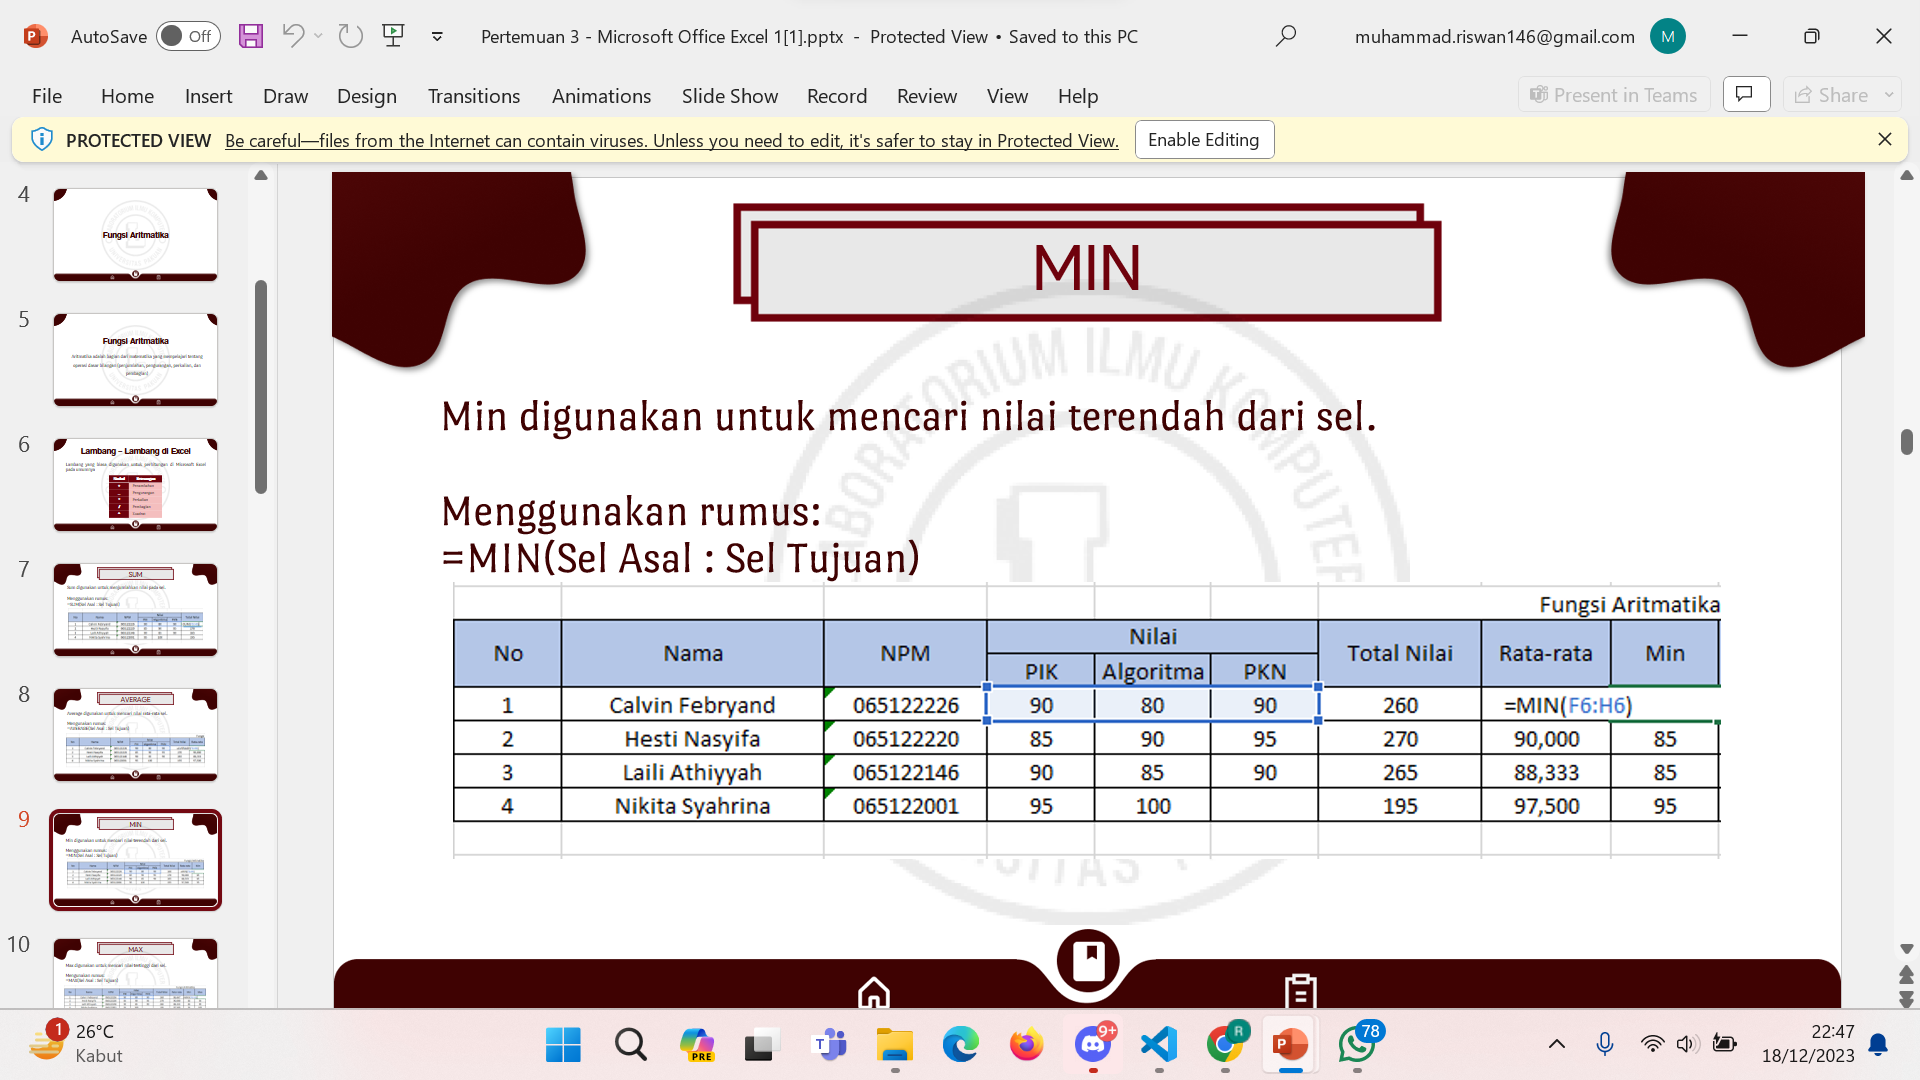 AutoSave Off Pertemuan 3 - Microsoft Office Excel 1[1].pptx - Protected View • Saved to this PC muhammad.riswan146@gmail.com M
File Home Insert Draw Design Transitions Animations Slide Show Record Review View Help Present in Teams Share
PROTECTED VIEW Be careful—files from the Internet can contain viruses. Unless you need to edit, it's safer to stay in Protected View. Enable Editing
4
Fungsi Aritmatika
5
Fungsi Aritmatika
6
Lambang – Lambang di Excel
7
SUM
8
AVERAGE
9
MIN
10
MAX
MIN
LABORATORIUM ILMU KOMPUTER
Min digunakan untuk mencari nilai terendah dari sel.
Menggunakan rumus:
=MIN(Sel Asal : Sel Tujuan)
Fungsi Aritmatika
No Nama NPM Nilai Total Nilai Rata-rata Min
PIK Algoritma PKN
1 Calvin Febryand 065122226 90 80 90 260 =MIN(F6:H6)
2 Hesti Nasyifa 065122220 85 90 95 270 90,000 85
3 Laili Athiyyah 065122146 90 85 90 265 88,333 85
4 Nikita Syahrina 065122001 95 100 195 97,500 95
1 26°C
Kabut
PRE
9+
R
78
22:47
18/12/2023